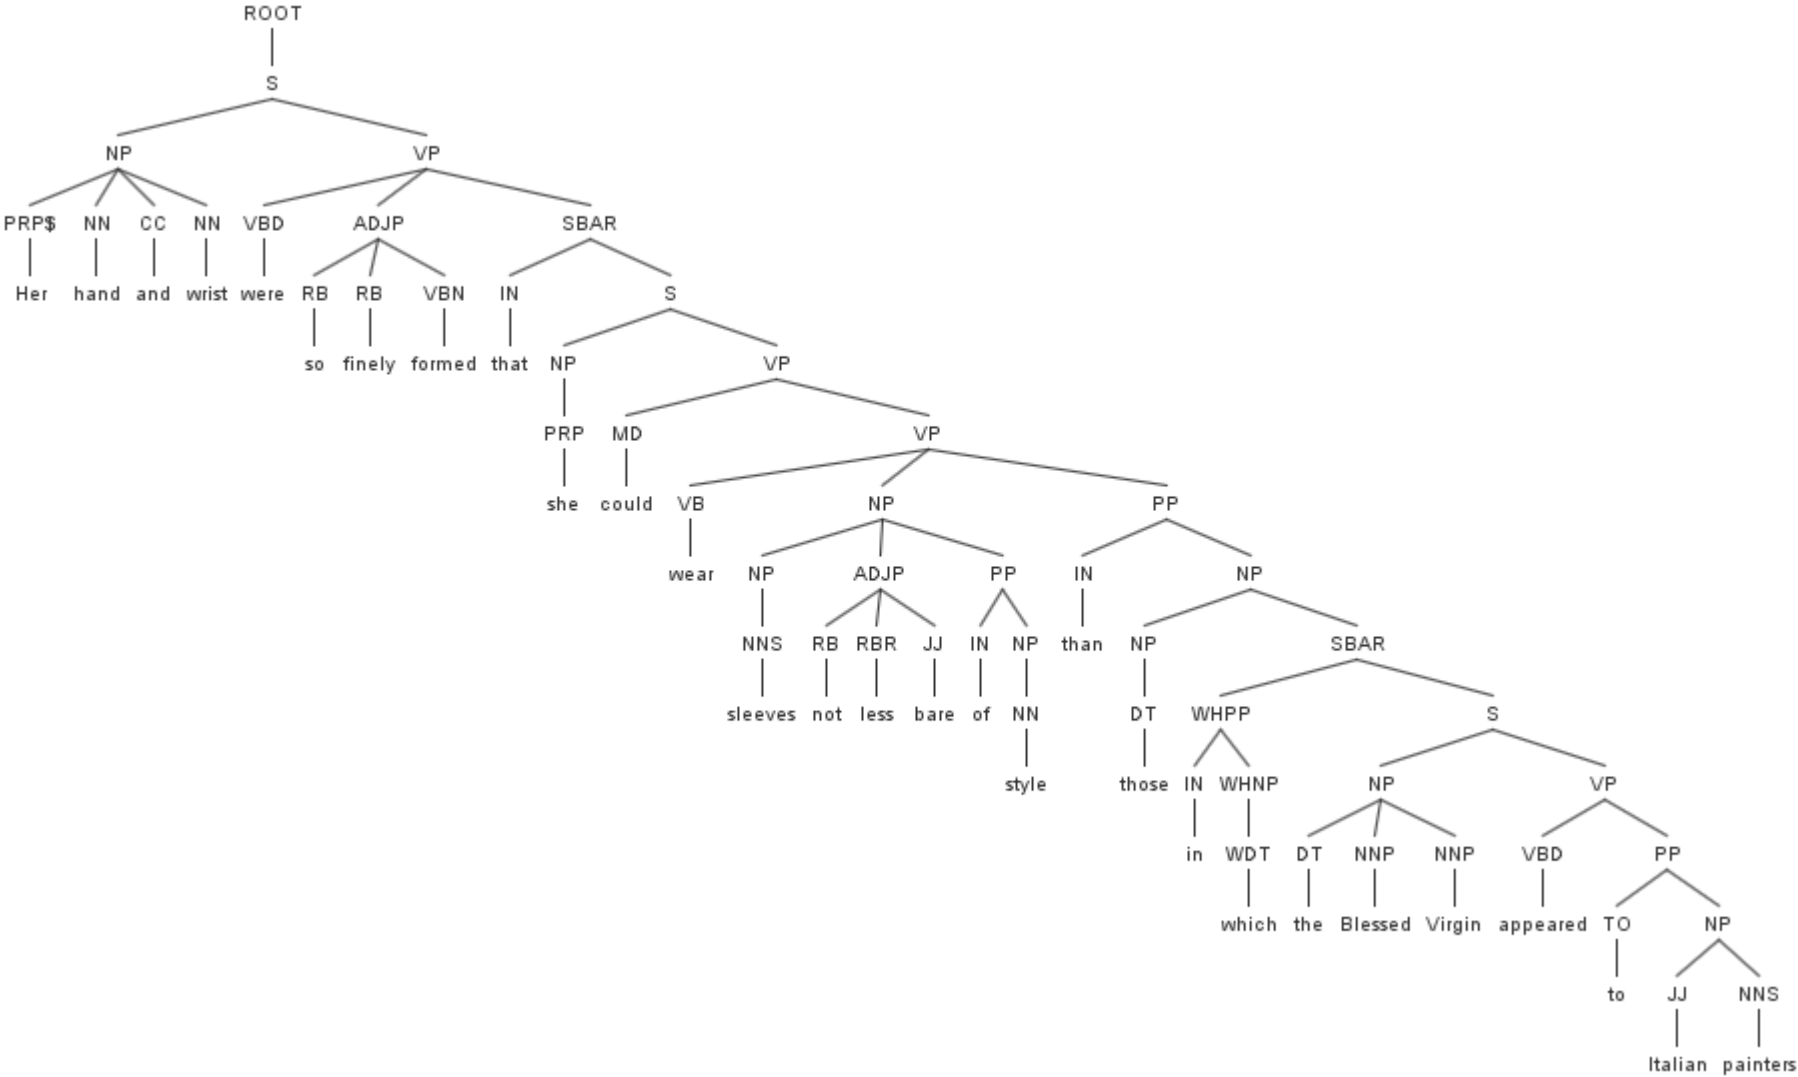 ROOT
S
NP VP
PRP$ NN CC NN VBD ADJP SBAR
Her hand and wrist were RB RB VBN IN S
so finely formed that NP VP
PRP MD VP
she could VB NP PP
wear NP ADJP PP IN NP
NNS RB RBR JJ IN NP than NP SBAR
sleeves not less bare of NN DT WHPP S
style those IN WHNP NP VP
in WDT DT NNP NNP VBD PP
which the Blessed Virgin appeared TO NP
to JJ NNS
Italian painters